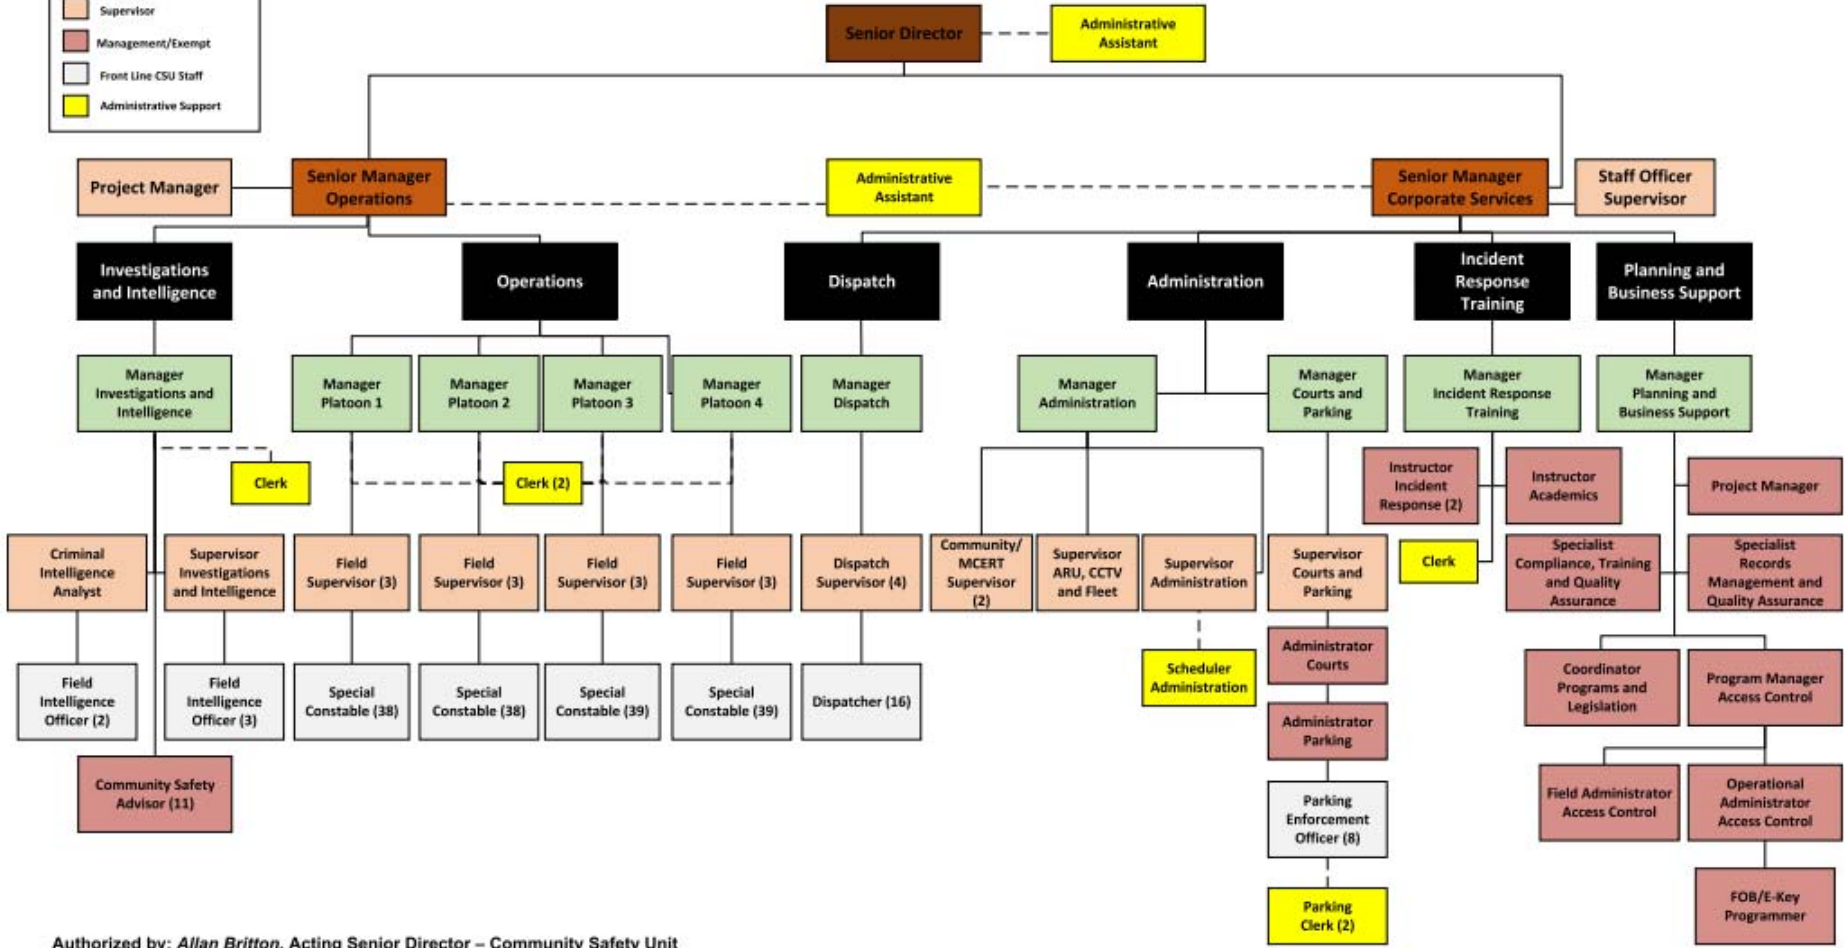 Supervisor
Management/Exempt
Front Line CSU Staff
Administrative Support
Senior Director
Administrative
Assistant
Project Manager
Senior Manager
Operations
Administrative
Assistant
Senior Manager
Corporate Services
Staff Officer
Supervisor
Investigations
and Intelligence
Operations
Dispatch
Administration
Incident
Response
Training
Planning and
Business Support
Manager
Investigations and
Intelligence
Manager
Platoon 1
Manager
Platoon 2
Manager
Platoon 3
Manager
Platoon 4
Manager
Dispatch
Manager
Administration
Manager
Courts and
Parking
Manager
Incident Response
Training
Manager
Planning and
Business Support
Clerk
Clerk (2)
Instructor
Incident
Response (2)
Instructor
Academics
Project Manager
Criminal
Intelligence
Analyst
Supervisor
Investigations
and Intelligence
Field
Supervisor (3)
Field
Supervisor (3)
Field
Supervisor (3)
Field
Supervisor (3)
Dispatch
Supervisor (4)
Community/
MCERT
Supervisor
(2)
Supervisor
ARU, CCTV
and Fleet
Supervisor
Administration
Supervisor
Courts and
Parking
Clerk
Specialist
Compliance, Training
and Quality
Assurance
Specialist
Records
Management and
Quality Assurance
Field
Intelligence
Officer (2)
Field
Intelligence
Officer (3)
Special
Constable (38)
Special
Constable (38)
Special
Constable (39)
Special
Constable (39)
Dispatcher (16)
Scheduler
Administration
Administrator
Courts
Coordinator
Programs and
Legislation
Program Manager
Access Control
Administrator
Parking
Community Safety
Advisor (11)
Parking
Enforcement
Officer (8)
Field Administrator
Access Control
Operational
Administrator
Access Control
Parking
Clerk (2)
FOB/E-Key
Programmer
Authorized by: Allan Britton, Acting Senior Director – Community Safety Unit